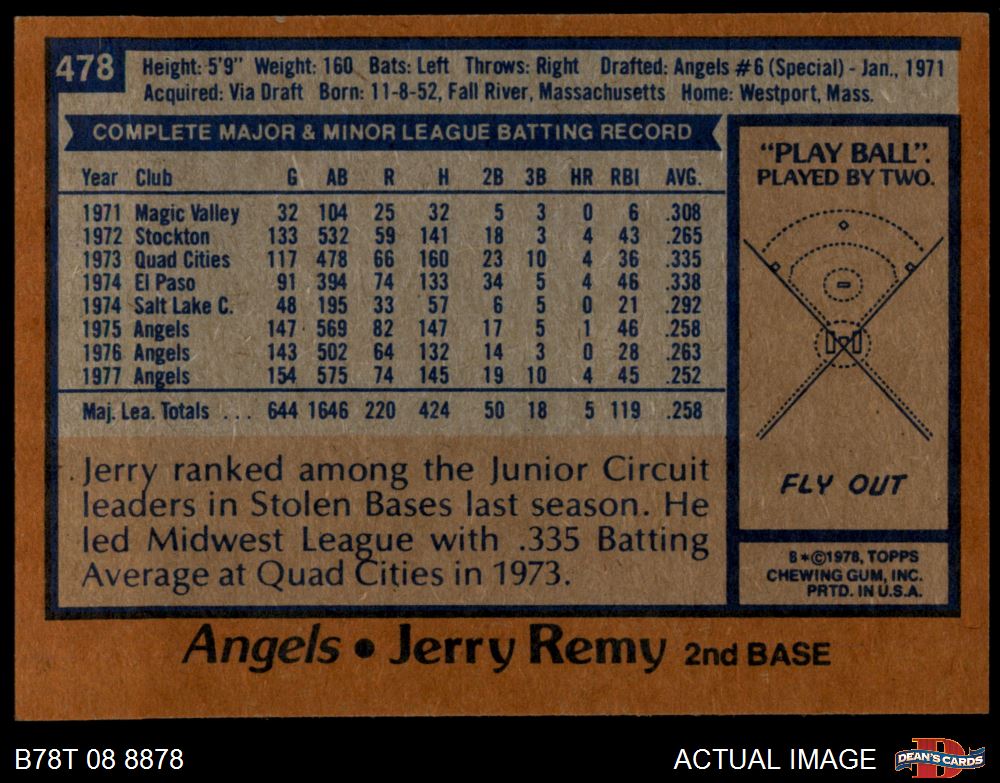 478
Height: 5'9" Weight: 160 Bats: Left Throws: Right Drafted: Angels #6 (Special) - Jan., 1971
Acquired: Via Draft Born: 11-8-52, Fall River, Massachusetts Home: Westport, Mass.
COMPLETE MAJOR & MINOR LEAGUE BATTING RECORD
Year Club G AB R H 2B 3B HR RBI AVG.
1971 Magic Valley 32 104 25 32 5 3 0 6 .308
1972 Stockton 133 532 59 141 18 3 4 43 .265
1973 Quad Cities 117 478 66 160 23 10 4 36 .335
1974 El Paso 91 394 74 133 34 5 4 46 .338
1974 Salt Lake C. 48 195 33 57 6 5 0 21 .292
1975 Angels 147 569 82 147 17 5 1 46 .258
1976 Angels 143 502 64 132 14 3 0 28 .263
1977 Angels 154 575 74 145 19 10 4 45 .252
Maj. Lea. Totals . . . 644 1646 220 424 50 18 5 119 .258
Jerry ranked among the Junior Circuit
leaders in Stolen Bases last season. He
led Midwest League with .335 Batting
Average at Quad Cities in 1973.
"PLAY BALL".
PLAYED BY TWO.
FLY OUT
B*©1978, TOPPS
CHEWING GUM, INC.
PRTD. IN U.S.A.
Angels • Jerry Remy 2nd BASE
B78T 08 8878
ACTUAL IMAGE
D
DEAN'S CARDS